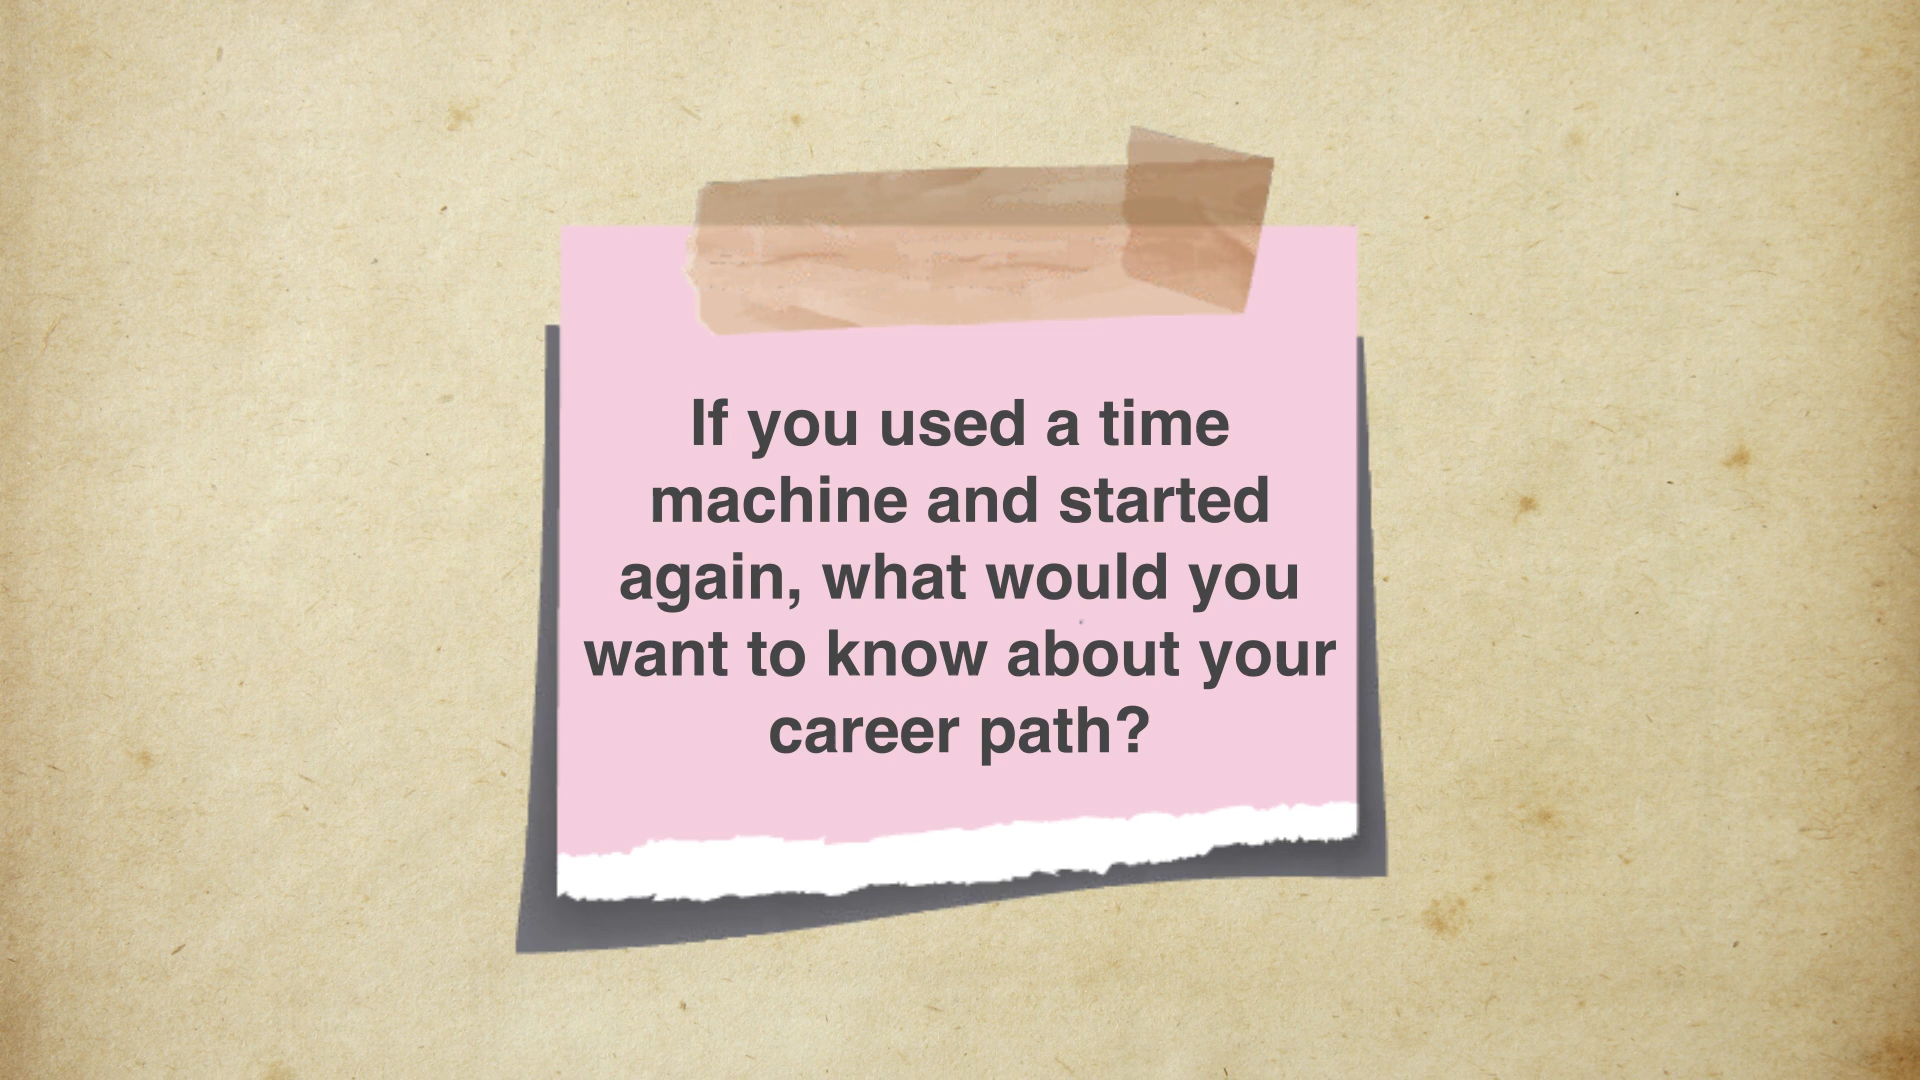 If you used a time
machine and started
again, what would you
want to know about your
career path?